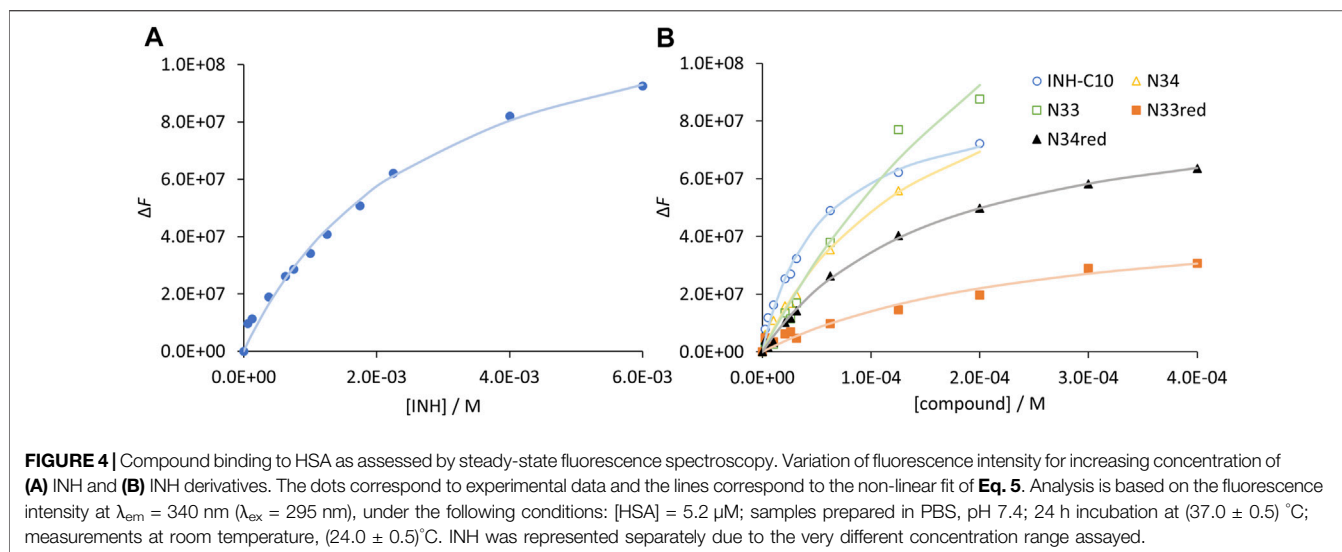 A
1.0E+08
8.0E+07
6.0E+07
4.0E+07
2.0E+07
0.0E+00
ΔF
0.0E+00 2.0E-03 4.0E-03 6.0E-03
[INH] / M
B
1.0E+08
8.0E+07
6.0E+07
4.0E+07
2.0E+07
0.0E+00
ΔF
INH-C10 N34
N33 N33red
N34red
0.0E+00 1.0E-04 2.0E-04 3.0E-04 4.0E-04
[compound] / M
FIGURE 4 | Compound binding to HSA as assessed by steady-state fluorescence spectroscopy. Variation of fluorescence intensity for increasing concentration of
(A) INH and (B) INH derivatives. The dots correspond to experimental data and the lines correspond to the non-linear fit of Eq. 5. Analysis is based on the fluorescence
intensity at λem = 340 nm (λex = 295 nm), under the following conditions: [HSA] = 5.2 µM; samples prepared in PBS, pH 7.4; 24 h incubation at (37.0 ± 0.5) °C;
measurements at room temperature, (24.0 ± 0.5)°C. INH was represented separately due to the very different concentration range assayed.